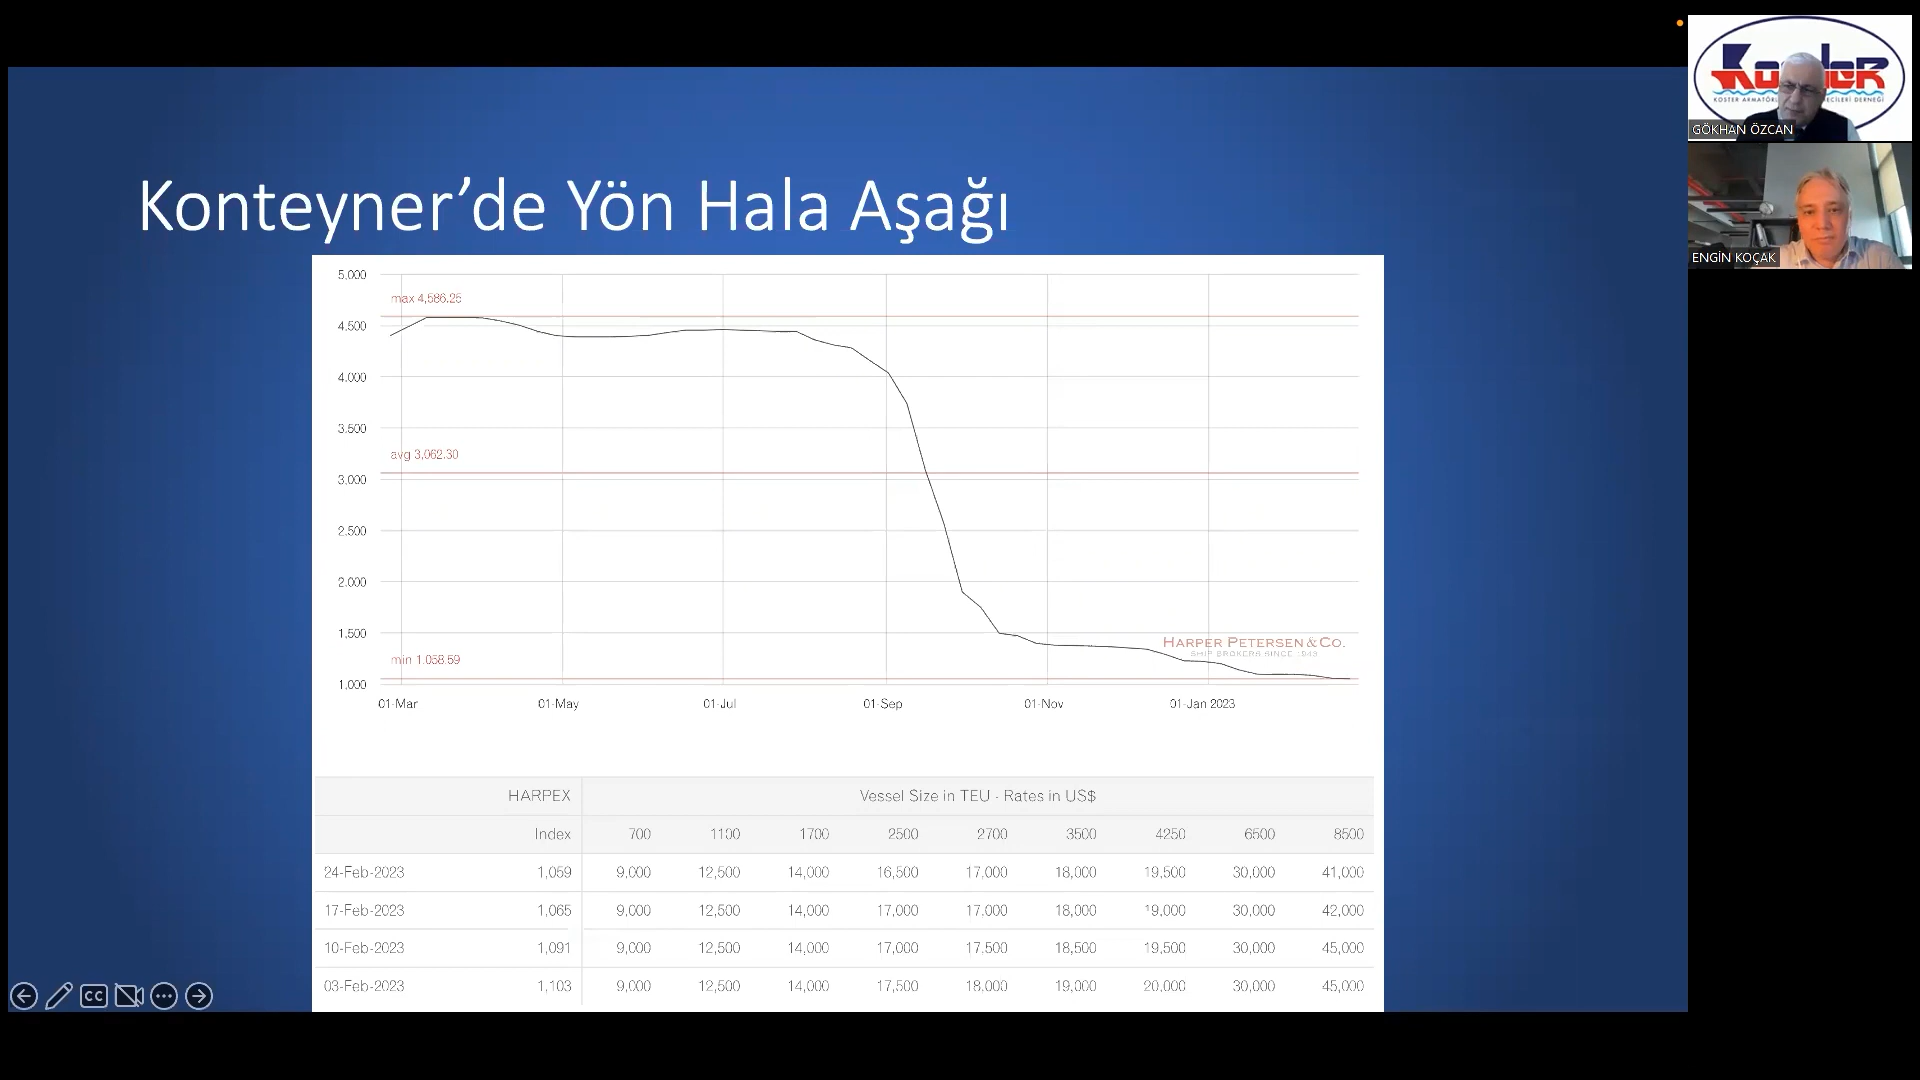 Konteyner’de Yön Hala Aşağı
5.000
max 4,586.25
4.500
4.000
3.500
avg 3,062.30
3,000
2.500
2.000
1,500
HARPER PETERSEN & CO.
SHIP BROKERS SINCE
min 1.058.59
1,000
01-Mar 01-May 01-Jul 01-Sep 01-Nov 01-Jan 2023
HARPEX Vessel Size in TEU - Rates in US$
Index 700 1100 1700 2500 2700 3500 4250 6500 8500
24-Feb-2023 1,059 9,000 12,500 14,000 16,500 17,000 18,000 19,500 30,000 41,000
17-Feb-2023 1,065 9,000 12,500 14,000 17,000 17,000 18,000 19,000 30,000 42,000
10-Feb-2023 1,091 9,000 12,500 14,000 17,000 17,500 18,500 19,500 30,000 45,000
03-Feb-2023 1,103 9,000 12,500 14,000 17,500 18,000 19,000 20,000 30,000 45,000
CC
KOSTER ARMATÖR DERNEĞİ
GÖKHAN ÖZCAN
ENGİN KOÇAK